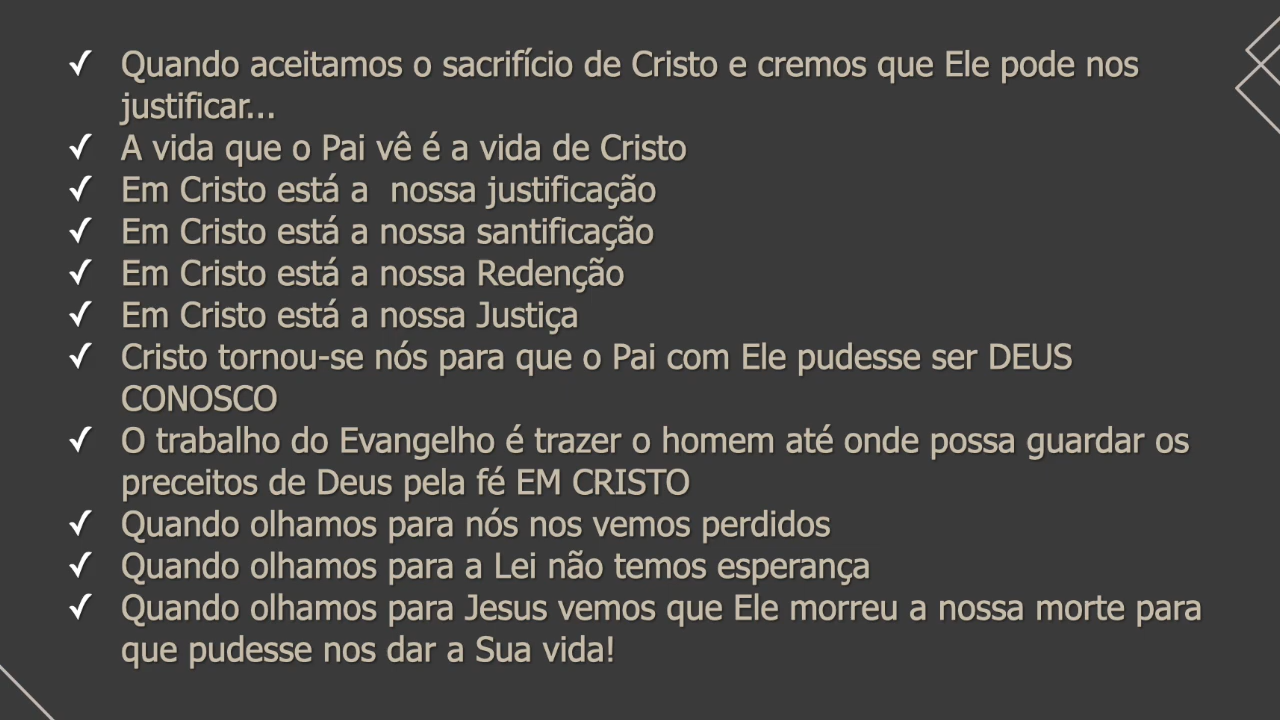 ✓ Quando aceitamos o sacrifício de Cristo e cremos que Ele pode nos
justificar...
✓ A vida que o Pai vê é a vida de Cristo
✓ Em Cristo está a  nossa justificação
✓ Em Cristo está a nossa santificação
✓ Em Cristo está a nossa Redenção
✓ Em Cristo está a nossa Justiça
✓ Cristo tornou-se nós para que o Pai com Ele pudesse ser DEUS
CONOSCO
✓ O trabalho do Evangelho é trazer o homem até onde possa guardar os
preceitos de Deus pela fé EM CRISTO
✓ Quando olhamos para nós nos vemos perdidos
✓ Quando olhamos para a Lei não temos esperança
✓ Quando olhamos para Jesus vemos que Ele morreu a nossa morte para
que pudesse nos dar a Sua vida!